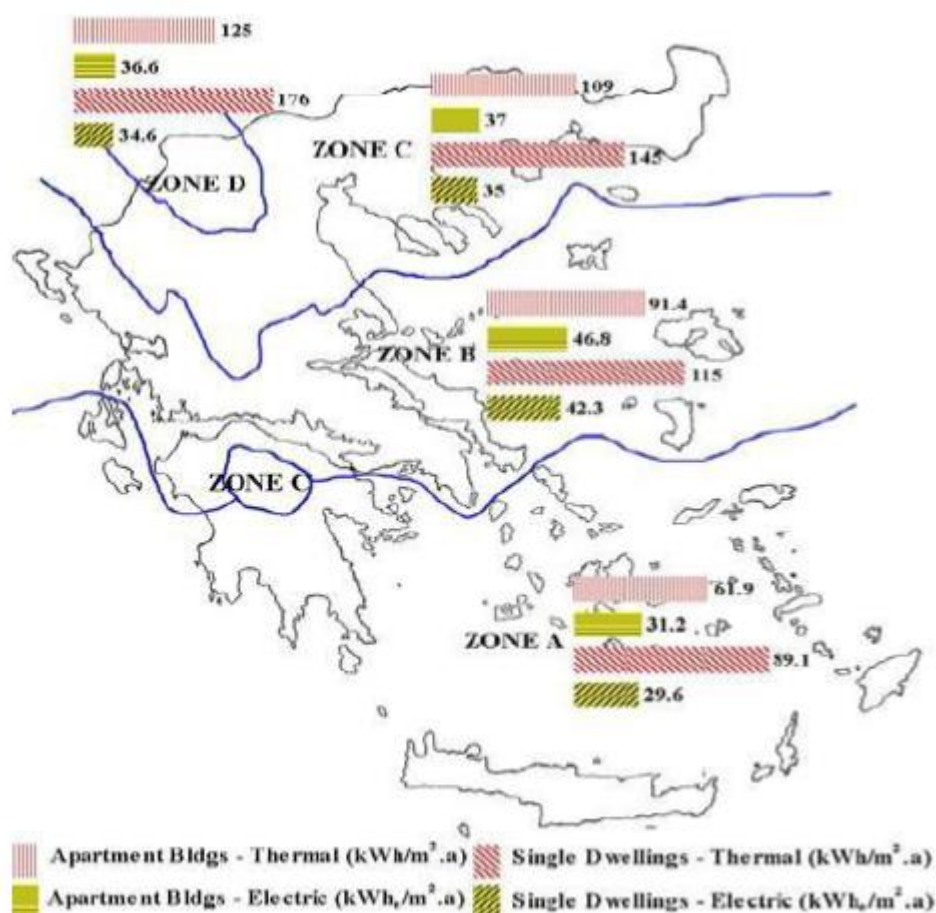 125
36.6
176
34.6
ZONE D
109
37
ZONE C
145
35
91.4
46.8
ZONE B
115
42.3
ZONE C
61.9
31.2
ZONE A
89.1
29.6
Apartment Bldgs - Thermal (kWh/m².a)
Single Dwellings - Thermal (kWh/m².a)
Apartment Bldgs - Electric (kWhₑ/m².a)
Single Dwellings - Electric (kWhₑ/m².a)